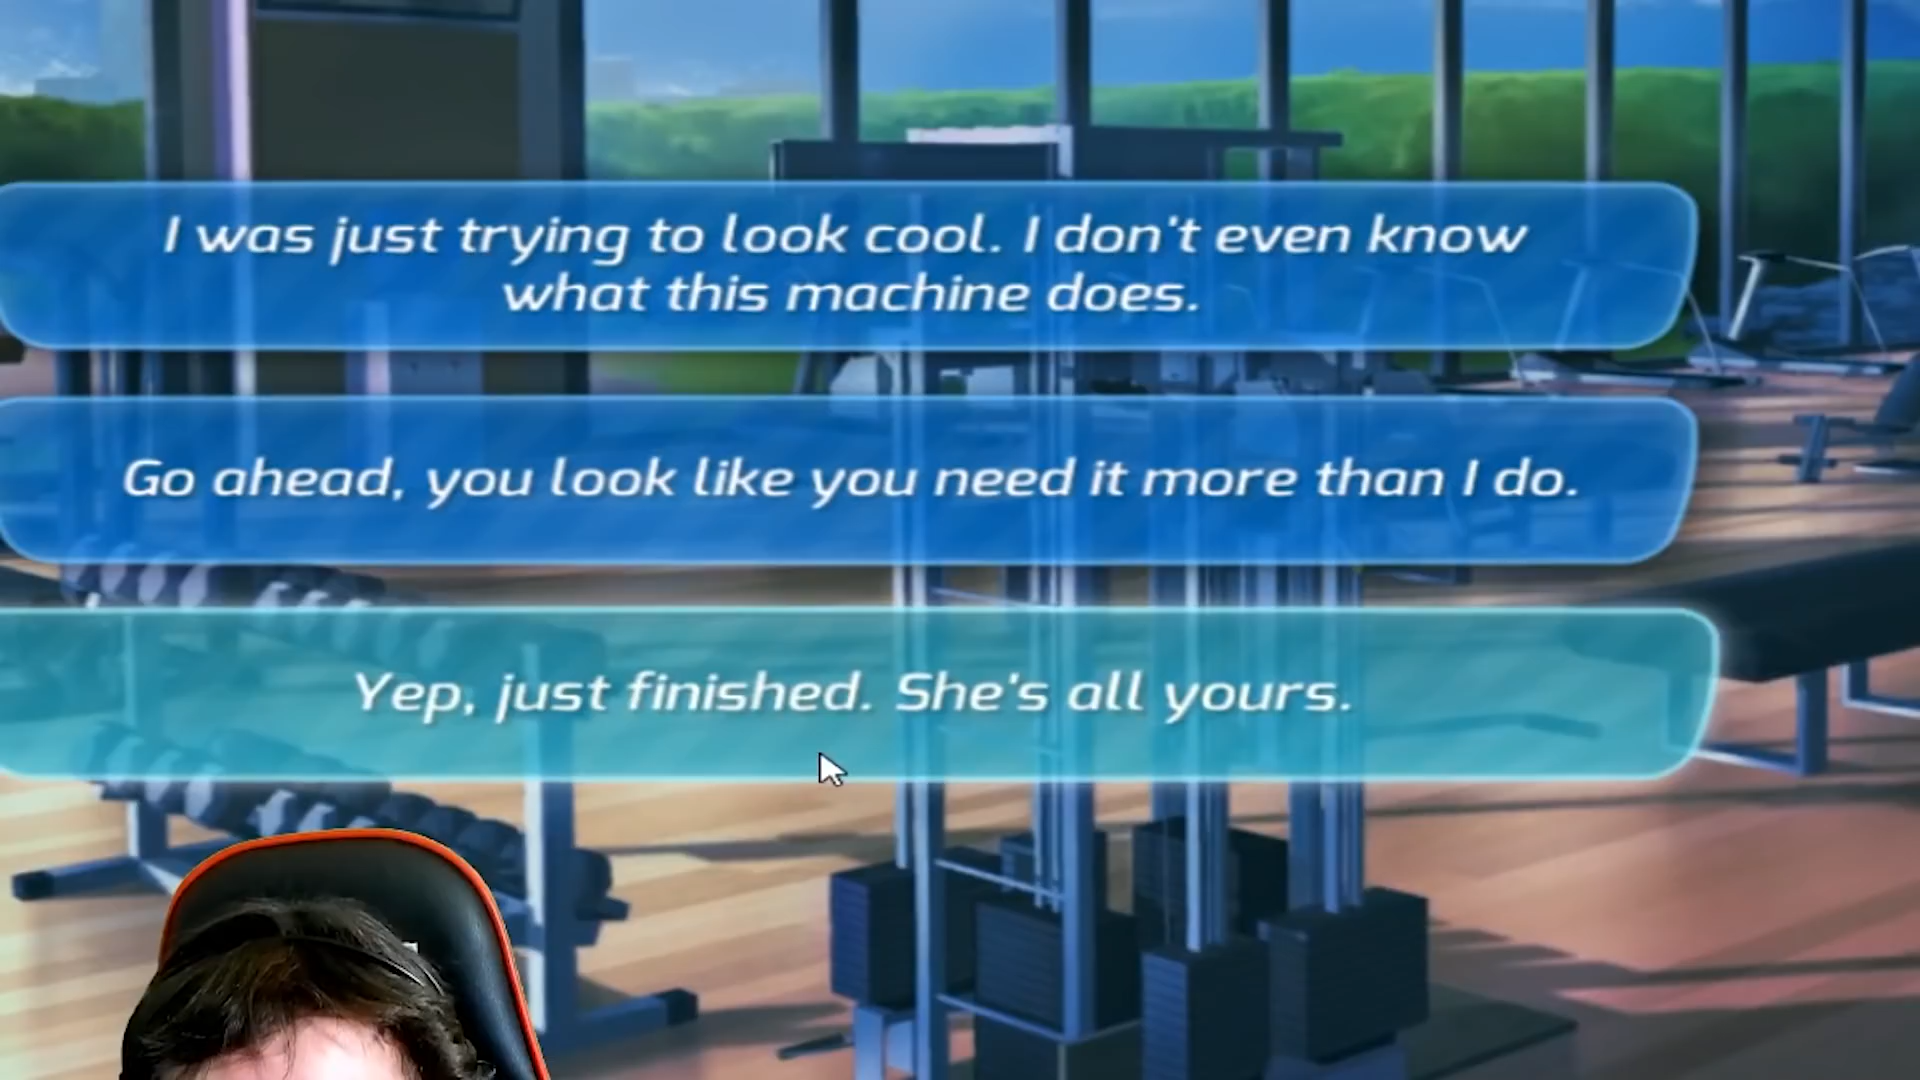 I was just trying to look cool. I don't even know
what this machine does.
Go ahead, you look like you need it more than I do.
Yep, just finished. She's all yours.